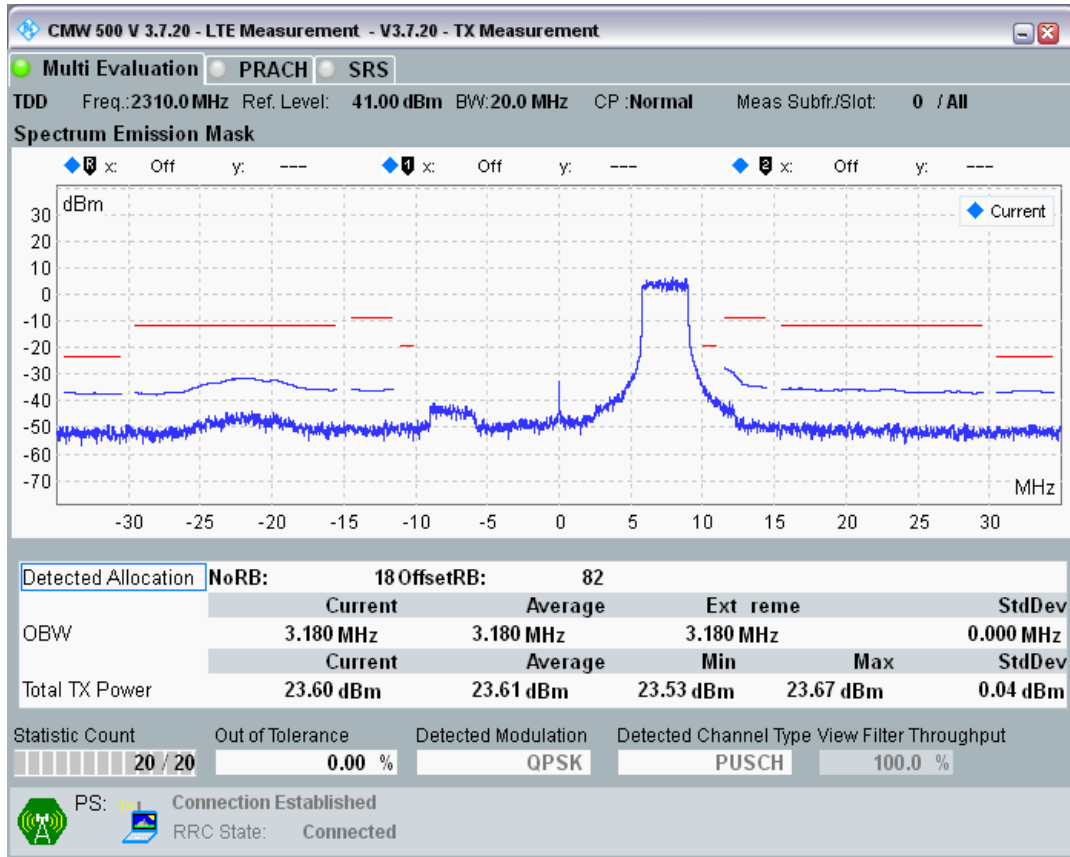 CMW 500 V 3.7.20 - LTE Measurement - V3.7.20 - TX Measurement
Multi Evaluation PRACH SRS
TDD Freq.:2310.0 MHz Ref. Level: 41.00 dBm BW:20.0 MHz CP :Normal Meas Subfr./Slot: 0 / All
Spectrum Emission Mask
R x: Off y: --- 1 x: Off y: --- 2 x: Off y: ---
dBm
Current
30
20
10
0
-10
-20
-30
-40
-50
-60
-70
MHz
-30 -25 -20 -15 -10 -5 0 5 10 15 20 25 30
Detected Allocation NoRB: 18 OffsetRB: 82
Current Average Ext reme StdDev
OBW 3.180 MHz 3.180 MHz 3.180 MHz 0.000 MHz
Current Average Min Max StdDev
Total TX Power 23.60 dBm 23.61 dBm 23.53 dBm 23.67 dBm 0.04 dBm
Statistic Count Out of Tolerance Detected Modulation Detected Channel Type View Filter Throughput
20 / 20 0.00 % QPSK PUSCH 100.0 %
PS: Connection Established
RRC State: Connected